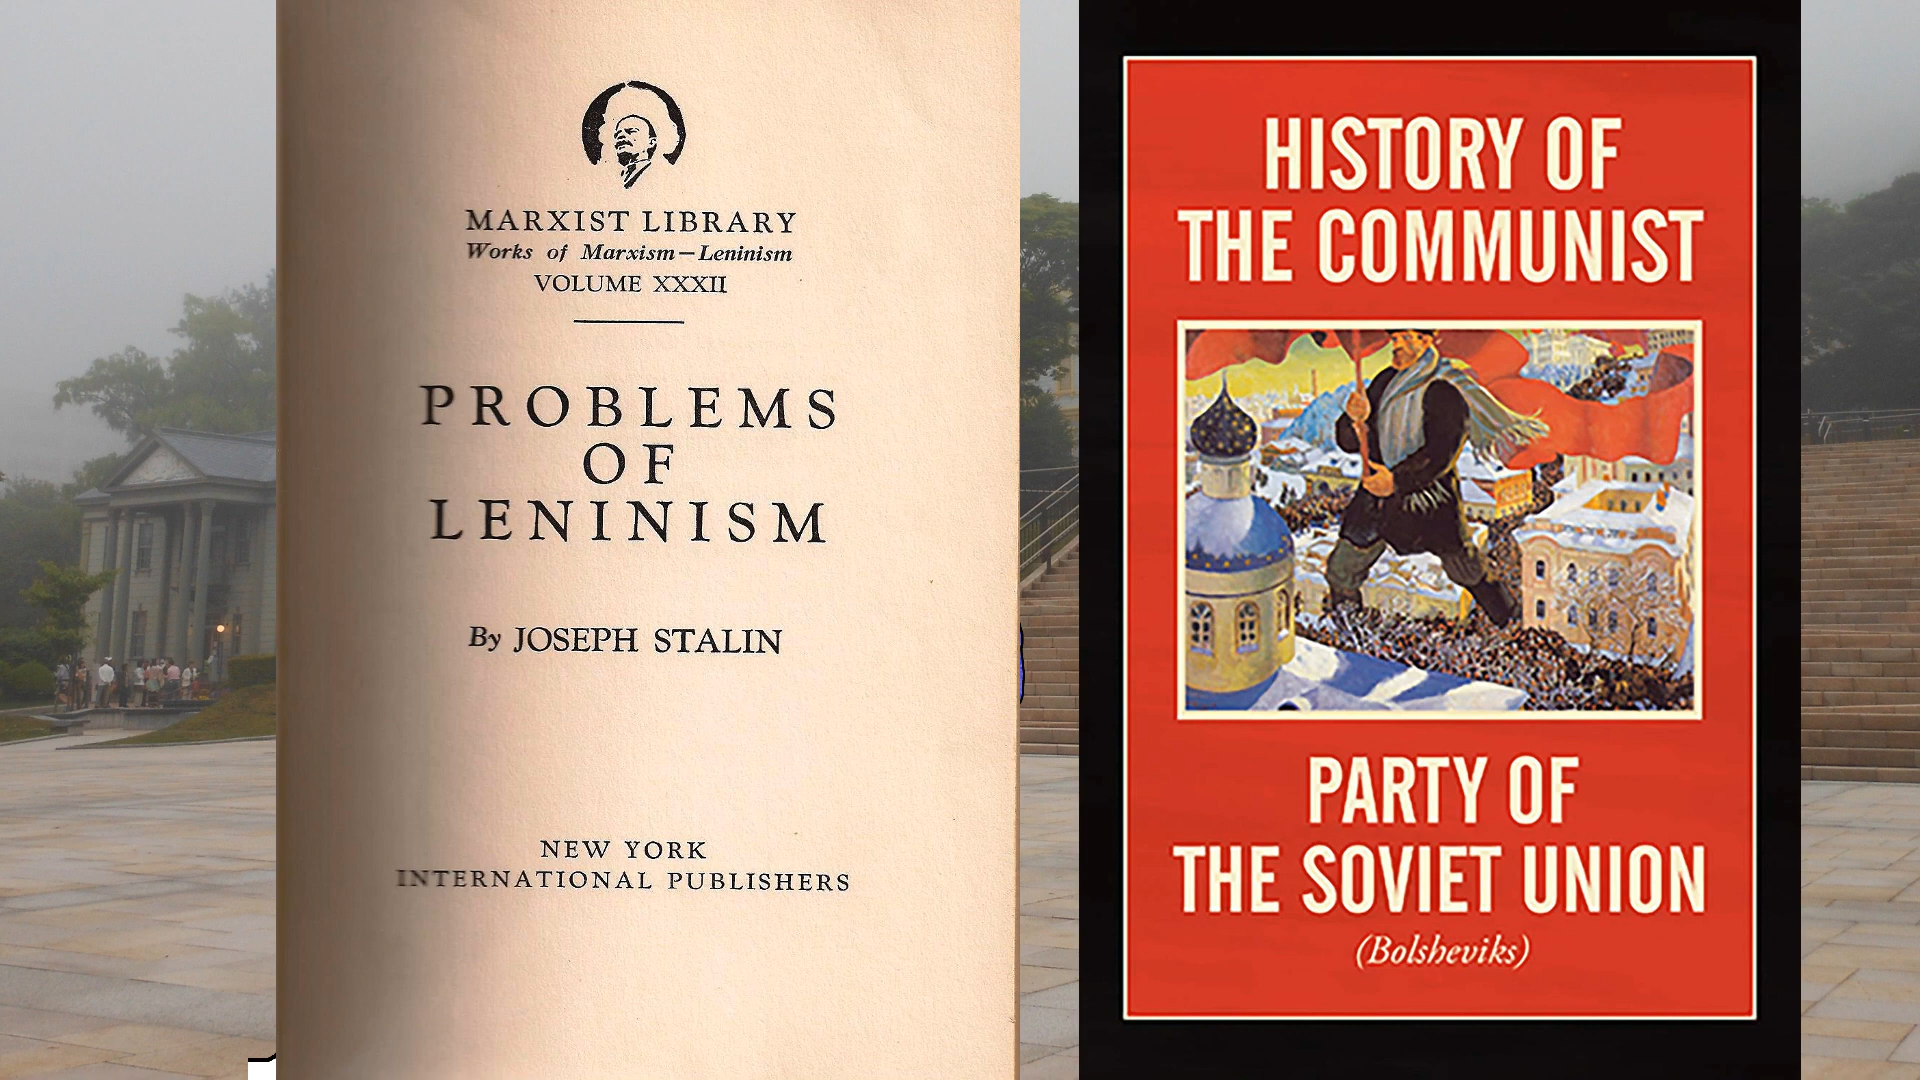 MARXIST LIBRARY
Works of Marxism—Leninism
VOLUME XXXII
PROBLEMS
OF
LENINISM
By JOSEPH STALIN
NEW YORK
INTERNATIONAL PUBLISHERS
HISTORY OF
THE COMMUNIST
PARTY OF
THE SOVIET UNION
(Bolsheviks)